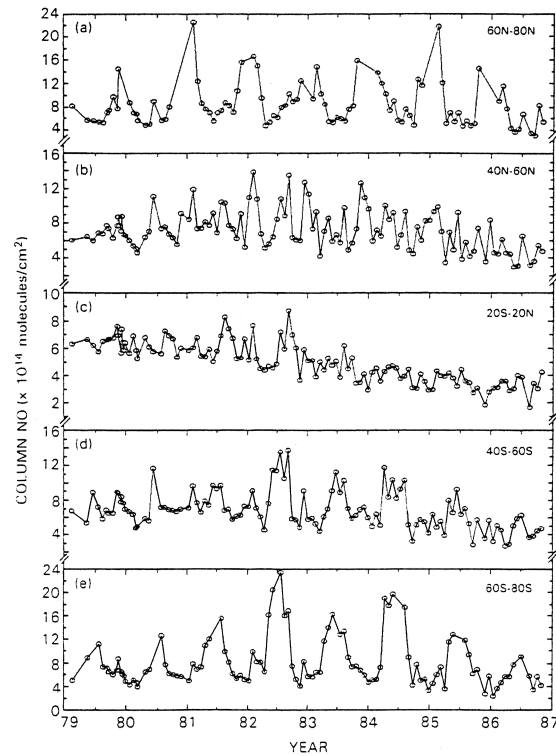 (a)
60N-80N
24
20
16
12
8
4
(b)
40N-60N
16
12
8
4
(c)
20S-20N
10
8
6
4
2
(d)
40S-60S
16
12
8
4
(e)
60S-80S
24
20
16
12
8
4
0
79 80 81 82 83 84 85 86 87
YEAR
COLUMN NO (x 10¹⁴ molecules/cm²)